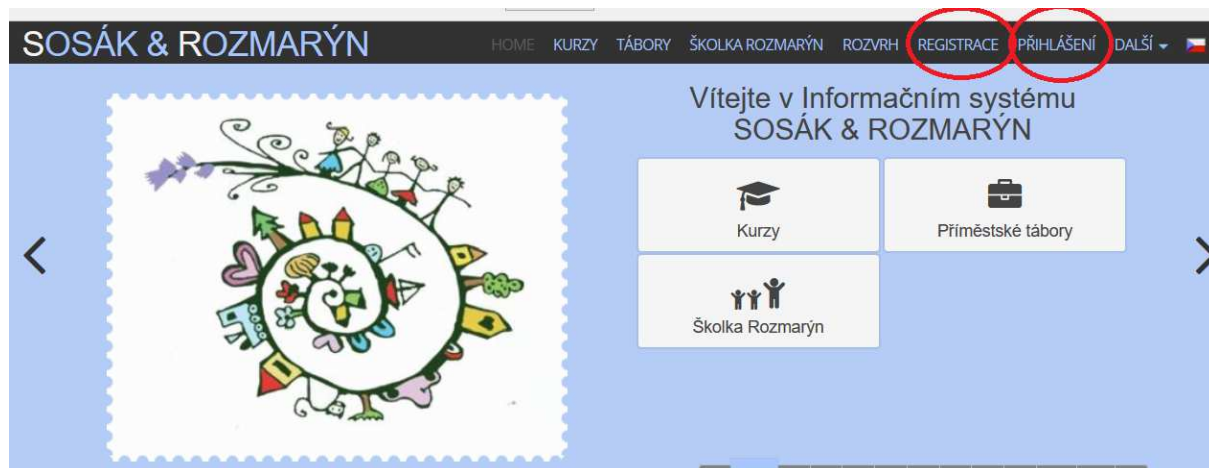 SOSÁK & ROZMARÝN
HOME KURZY TÁBORY ŠKOLKA ROZMARÝN ROZVRH REGISTRACE PŘIHLÁŠENÍ DALŠÍ
Vítejte v Informačním systému
SOSÁK & ROZMARÝN
Kurzy
Příměstské tábory
Školka Rozmarýn